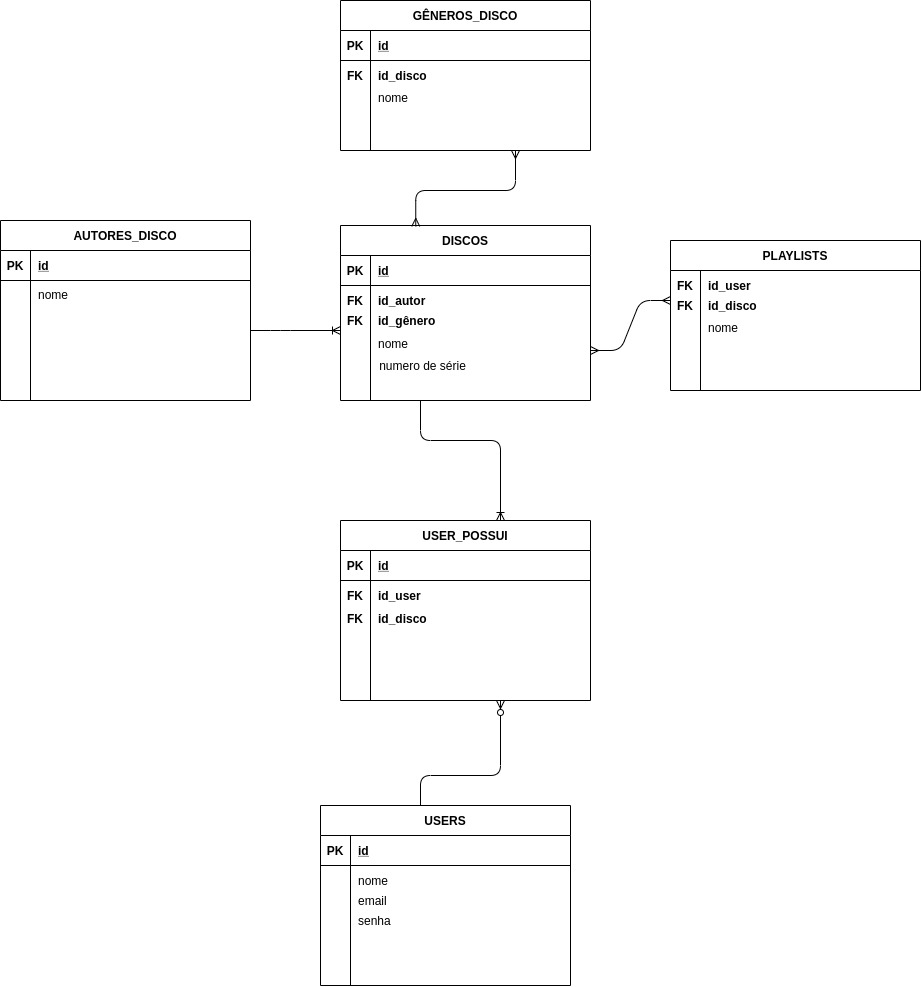 GÊNEROS_DISCO
PK id
FK id_disco
nome
AUTORES_DISCO
PK id
nome
DISCOS
PK id
FK id_autor
FK id_gênero
nome
numero de série
PLAYLISTS
FK id_user
FK id_disco
nome
USER_POSSUI
PK id
FK id_user
FK id_disco
USERS
PK id
nome
email
senha